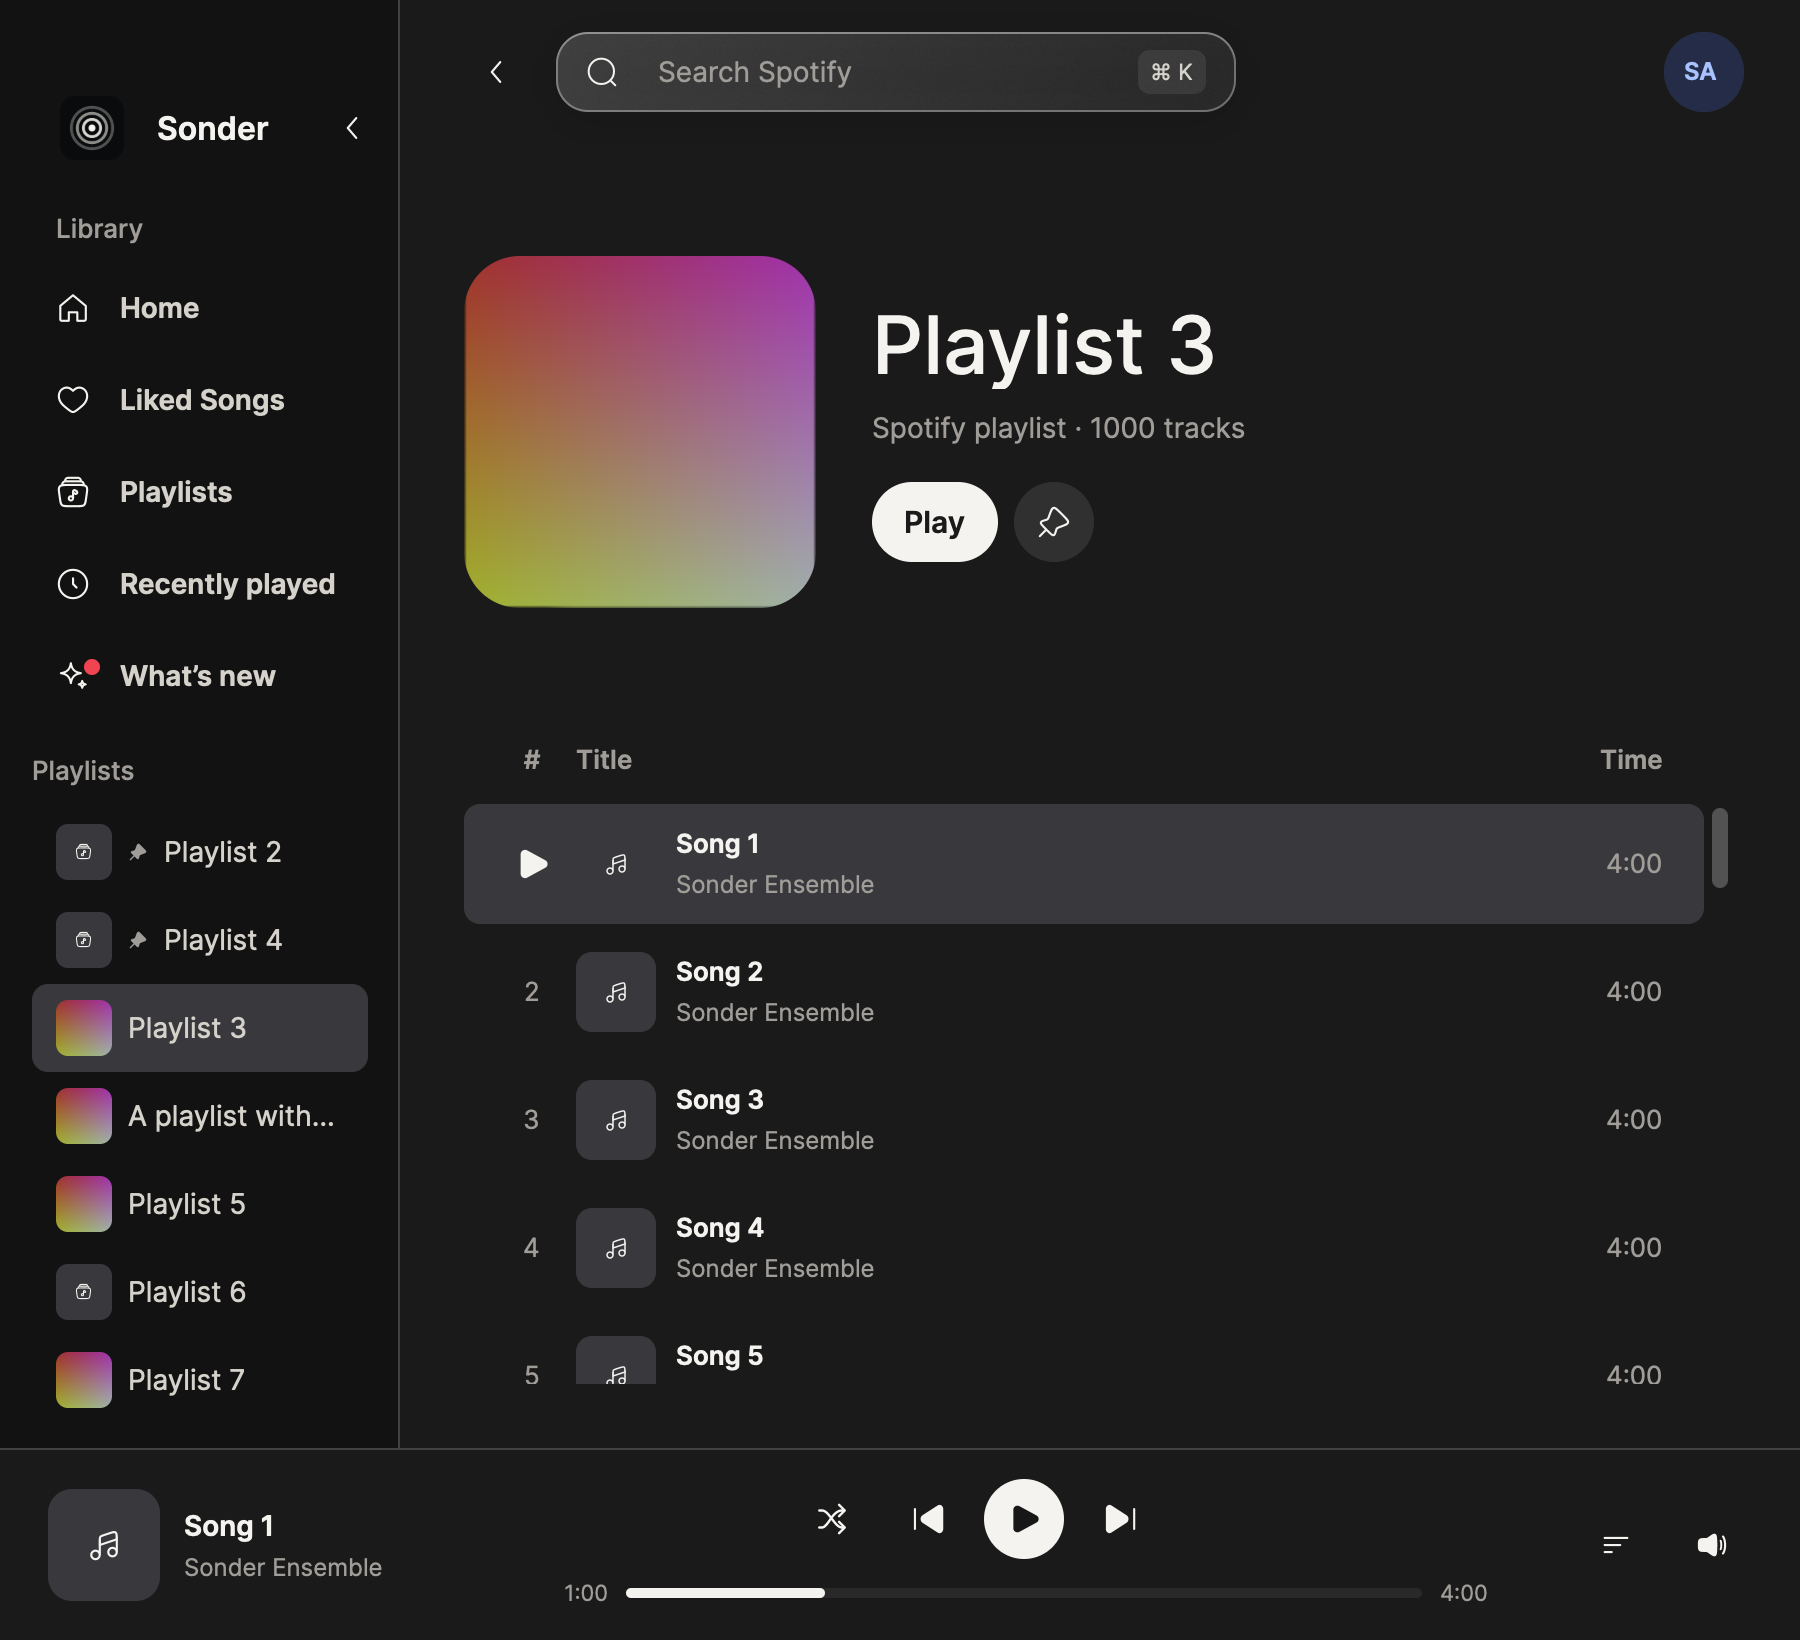 Sonder
Library
Home
Liked Songs
Playlists
Recently played
What's new
Playlists
Playlist 2
Playlist 4
Playlist 3
A playlist with...
Playlist 5
Playlist 6
Playlist 7
Search Spotify
⌘ K
SA
Playlist 3
Spotify playlist · 1000 tracks
Play
# Title Time
Song 1
Sonder Ensemble
4:00
2
Song 2
Sonder Ensemble
4:00
3
Song 3
Sonder Ensemble
4:00
4
Song 4
Sonder Ensemble
4:00
5
Song 5
4:00
Song 1
Sonder Ensemble
1:00
4:00